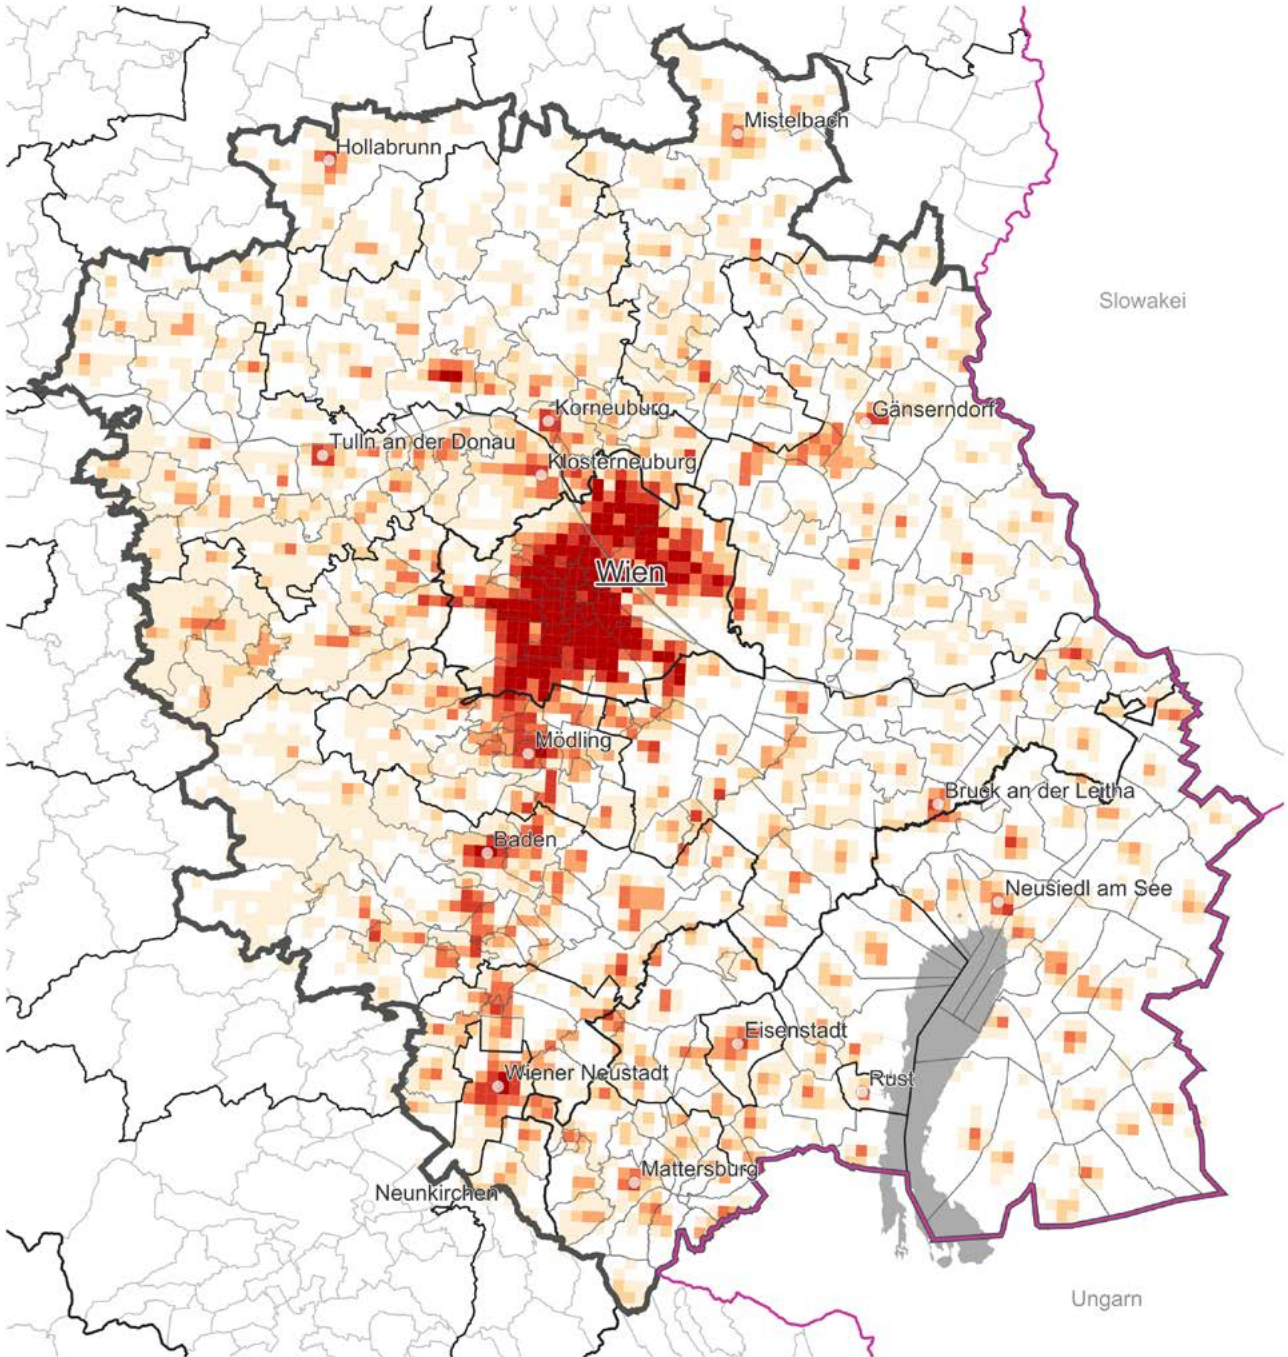 Mistelbach
Hollabrunn
Slowakei
Korneuburg
Gänserndorf
Tulln an der Donau
Klosterneuburg
Wien
Mödling
Bruck an der Leitha
Baden
Neusiedl am See
Eisenstadt
Wiener Neustadt
Rust
Mattersburg
Neunkirchen
Ungarn